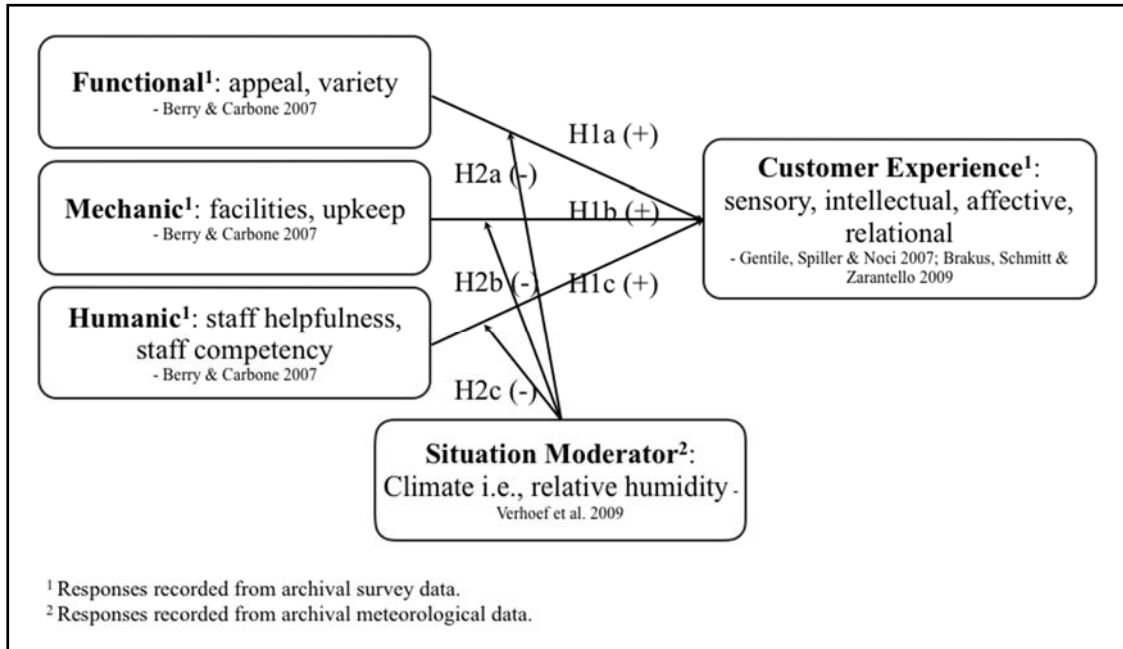 Functional¹: appeal, variety
- Berry & Carbone 2007
Mechanic¹: facilities, upkeep
- Berry & Carbone 2007
Humanic¹: staff helpfulness,
staff competency
- Berry & Carbone 2007
H1a (+)
H2a (-)
H1b (+)
H2b (-)
H1c (+)
H2c (-)
Customer Experience¹:
sensory, intellectual, affective,
relational
- Gentile, Spiller & Noci 2007; Brakus, Schmitt &
Zarantello 2009
Situation Moderator²:
Climate i.e., relative humidity -
Verhoef et al. 2009
¹ Responses recorded from archival survey data.
² Responses recorded from archival meteorological data.